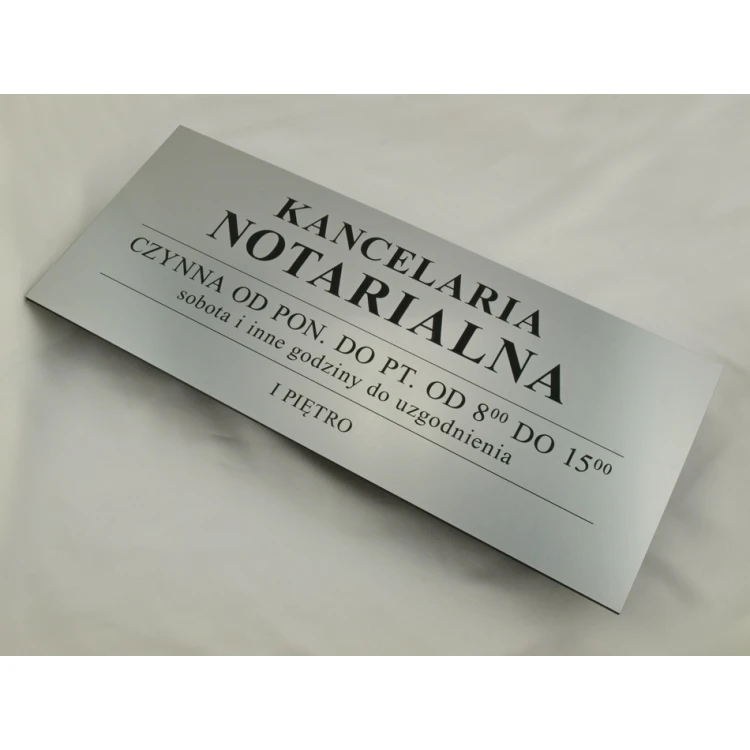 KANCELARIA
NOTARIALNA
CZYNNA OD PON. DO PT. OD 8⁰⁰ DO 15⁰⁰
sobota i inne godziny do uzgodnienia
I PIĘTRO